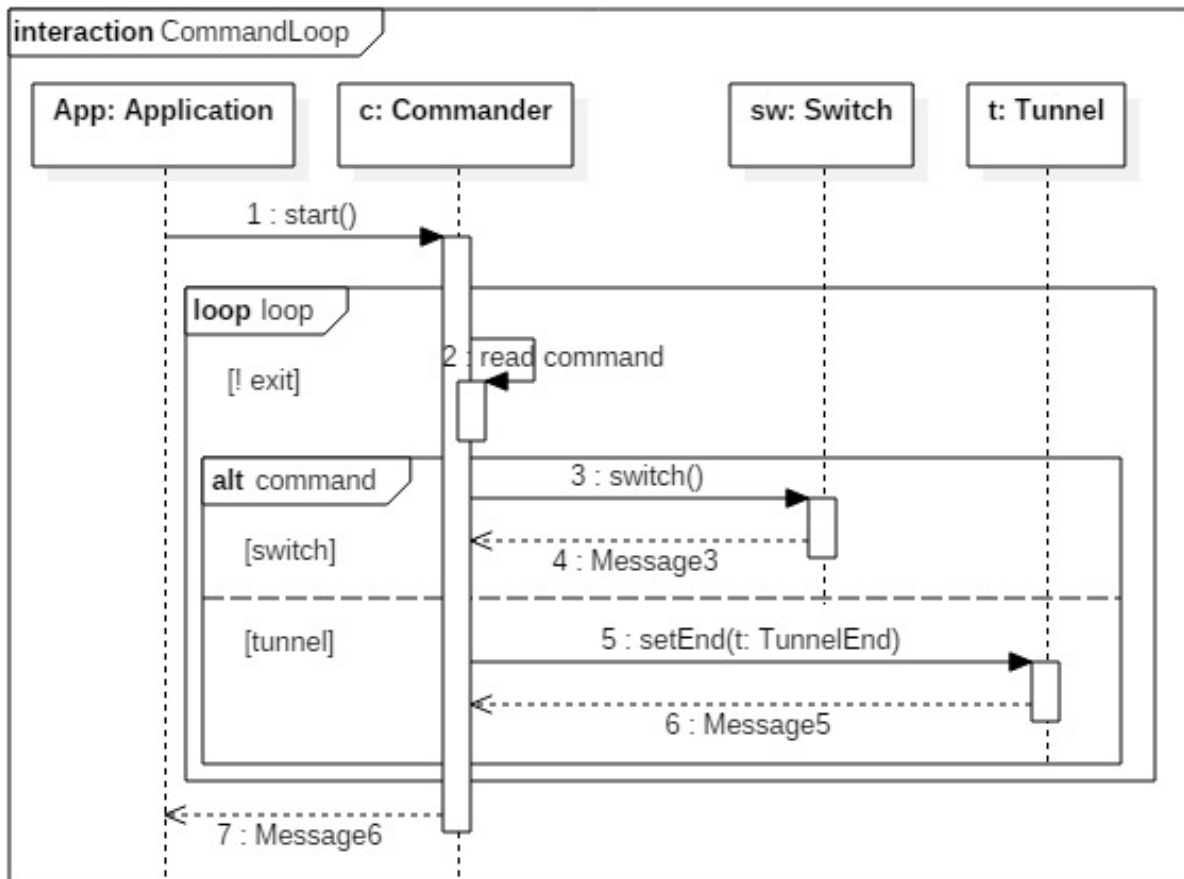 interaction CommandLoop
App: Application
c: Commander
sw: Switch
t: Tunnel
1 : start()
loop loop
2 : read command
[! exit]
alt command
3 : switch()
[switch]
4 : Message3
[tunnel]
5 : setEnd(t: TunnelEnd)
6 : Message5
7 : Message6